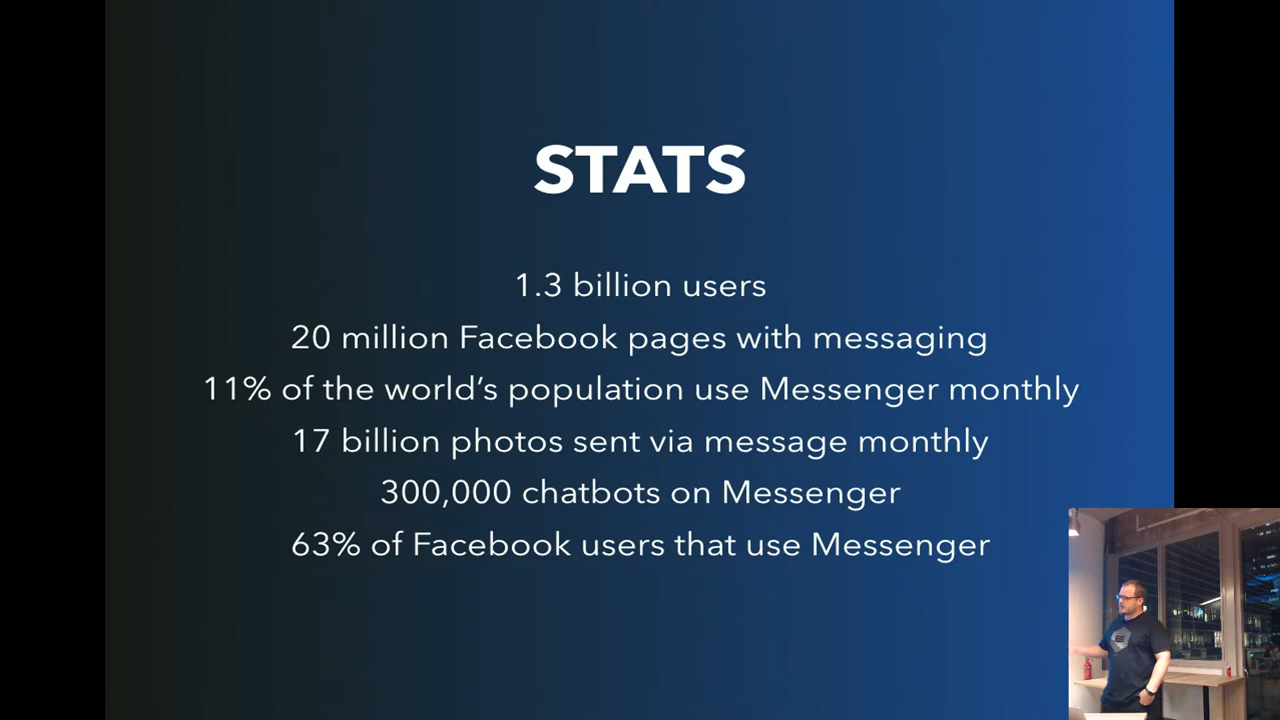 STATS
1.3 billion users
20 million Facebook pages with messaging
11% of the world’s population use Messenger monthly
17 billion photos sent via message monthly
300,000 chatbots on Messenger
63% of Facebook users that use Messenger